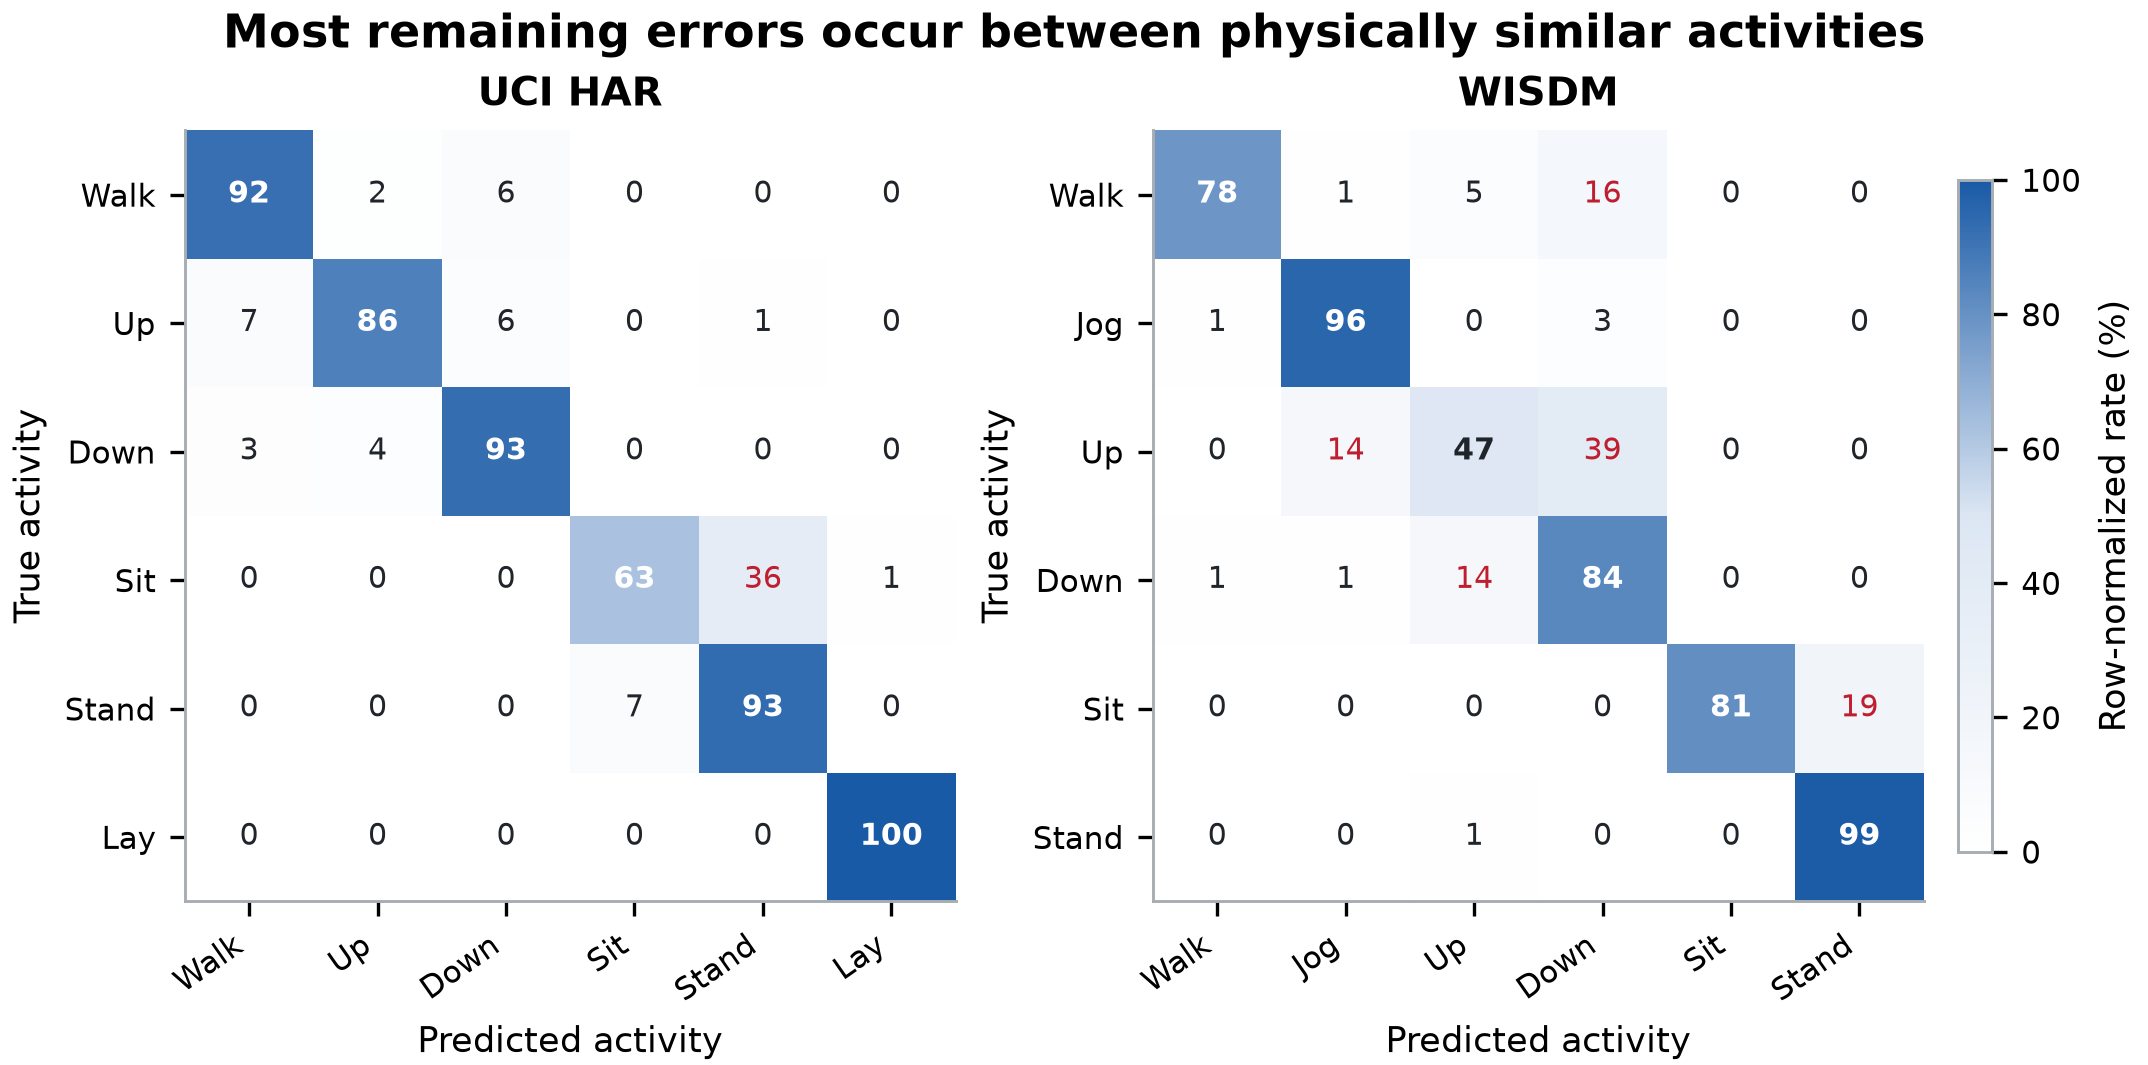 Most remaining errors occur between physically similar activities
UCI HAR
True activity
Walk 92 2 6 0 0 0
Up 7 86 6 0 1 0
Down 3 4 93 0 0 0
Sit 0 0 0 63 36 1
Stand 0 0 0 7 93 0
Lay 0 0 0 0 0 100
Walk Up Down Sit Stand Lay
Predicted activity
WISDM
True activity
Walk 78 1 5 16 0 0
Jog 1 96 0 3 0 0
Up 0 14 47 39 0 0
Down 1 1 14 84 0 0
Sit 0 0 0 0 81 19
Stand 0 0 1 0 0 99
Walk Jog Up Down Sit Stand
Predicted activity
100
80
60
40
20
0
Row-normalized rate (%)